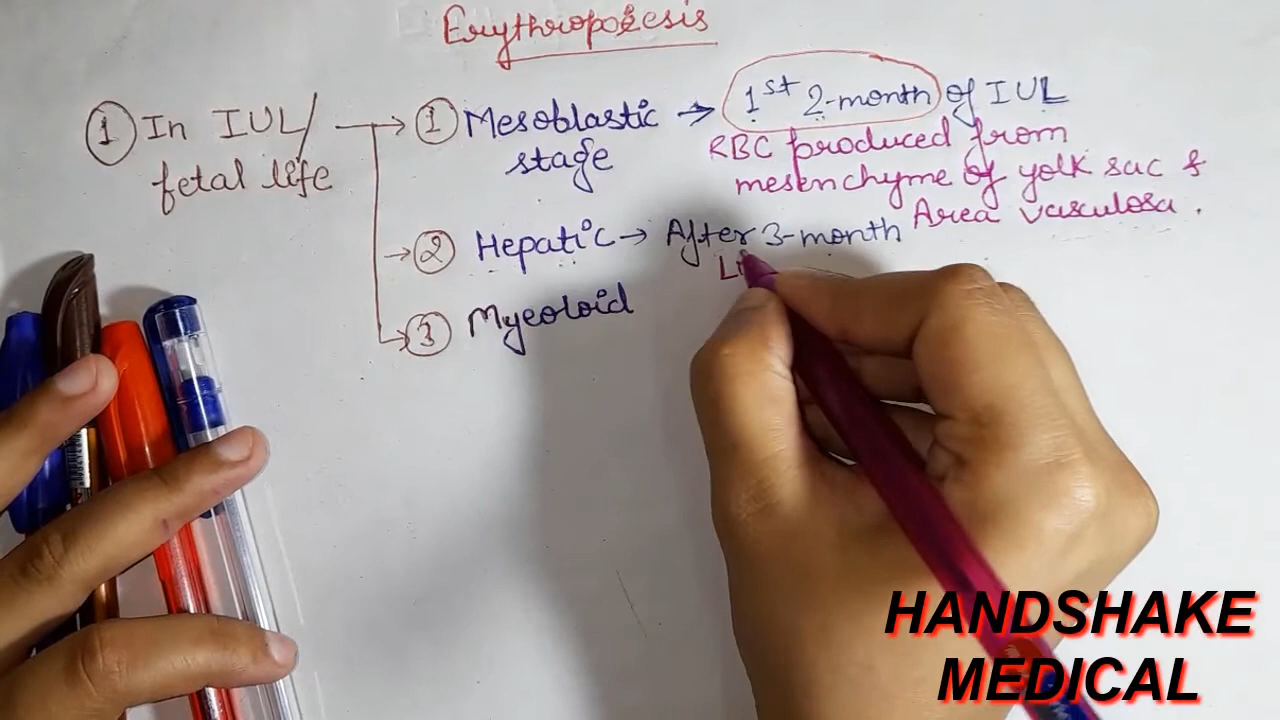 Erythropoiesis
① In IUL/ fetal life
① Mesoblastic stage → 1st 2-month of IUL
RBC produced from
mesenchyme of yolk sac &
Area vasculosa.
② Hepatic → After 3-month
Li
③ Myeoloid
HANDSHAKE
MEDICAL